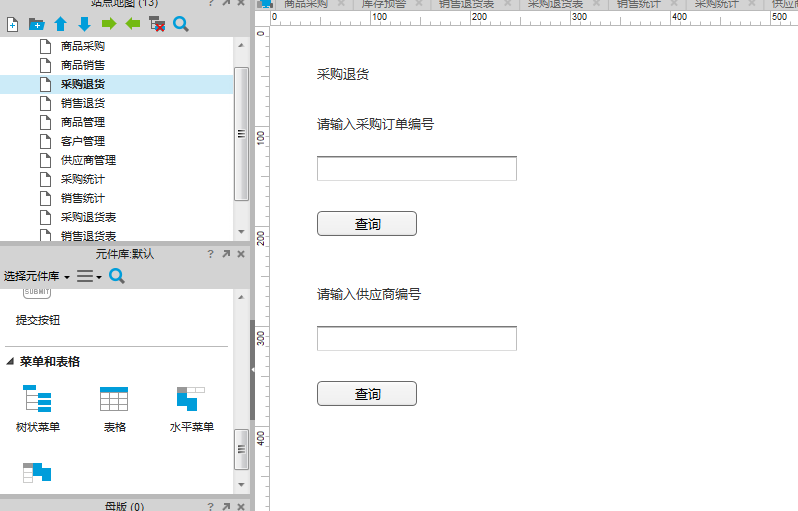 站点地图 (13)
商品采购
商品销售
采购退货
销售退货
商品管理
客户管理
供应商管理
采购统计
销售统计
采购退货表
销售退货表
元件库:默认
选择元件库
SUBMIT
提交按钮
菜单和表格
树状菜单
表格
水平菜单
母版 (0)
商品采购 库存预警 销售退货表 采购退货表 销售统计 采购统计 供应商
0 100 200 300 400 500
0
100
200
300
400
采购退货
请输入采购订单编号
查询
请输入供应商编号
查询